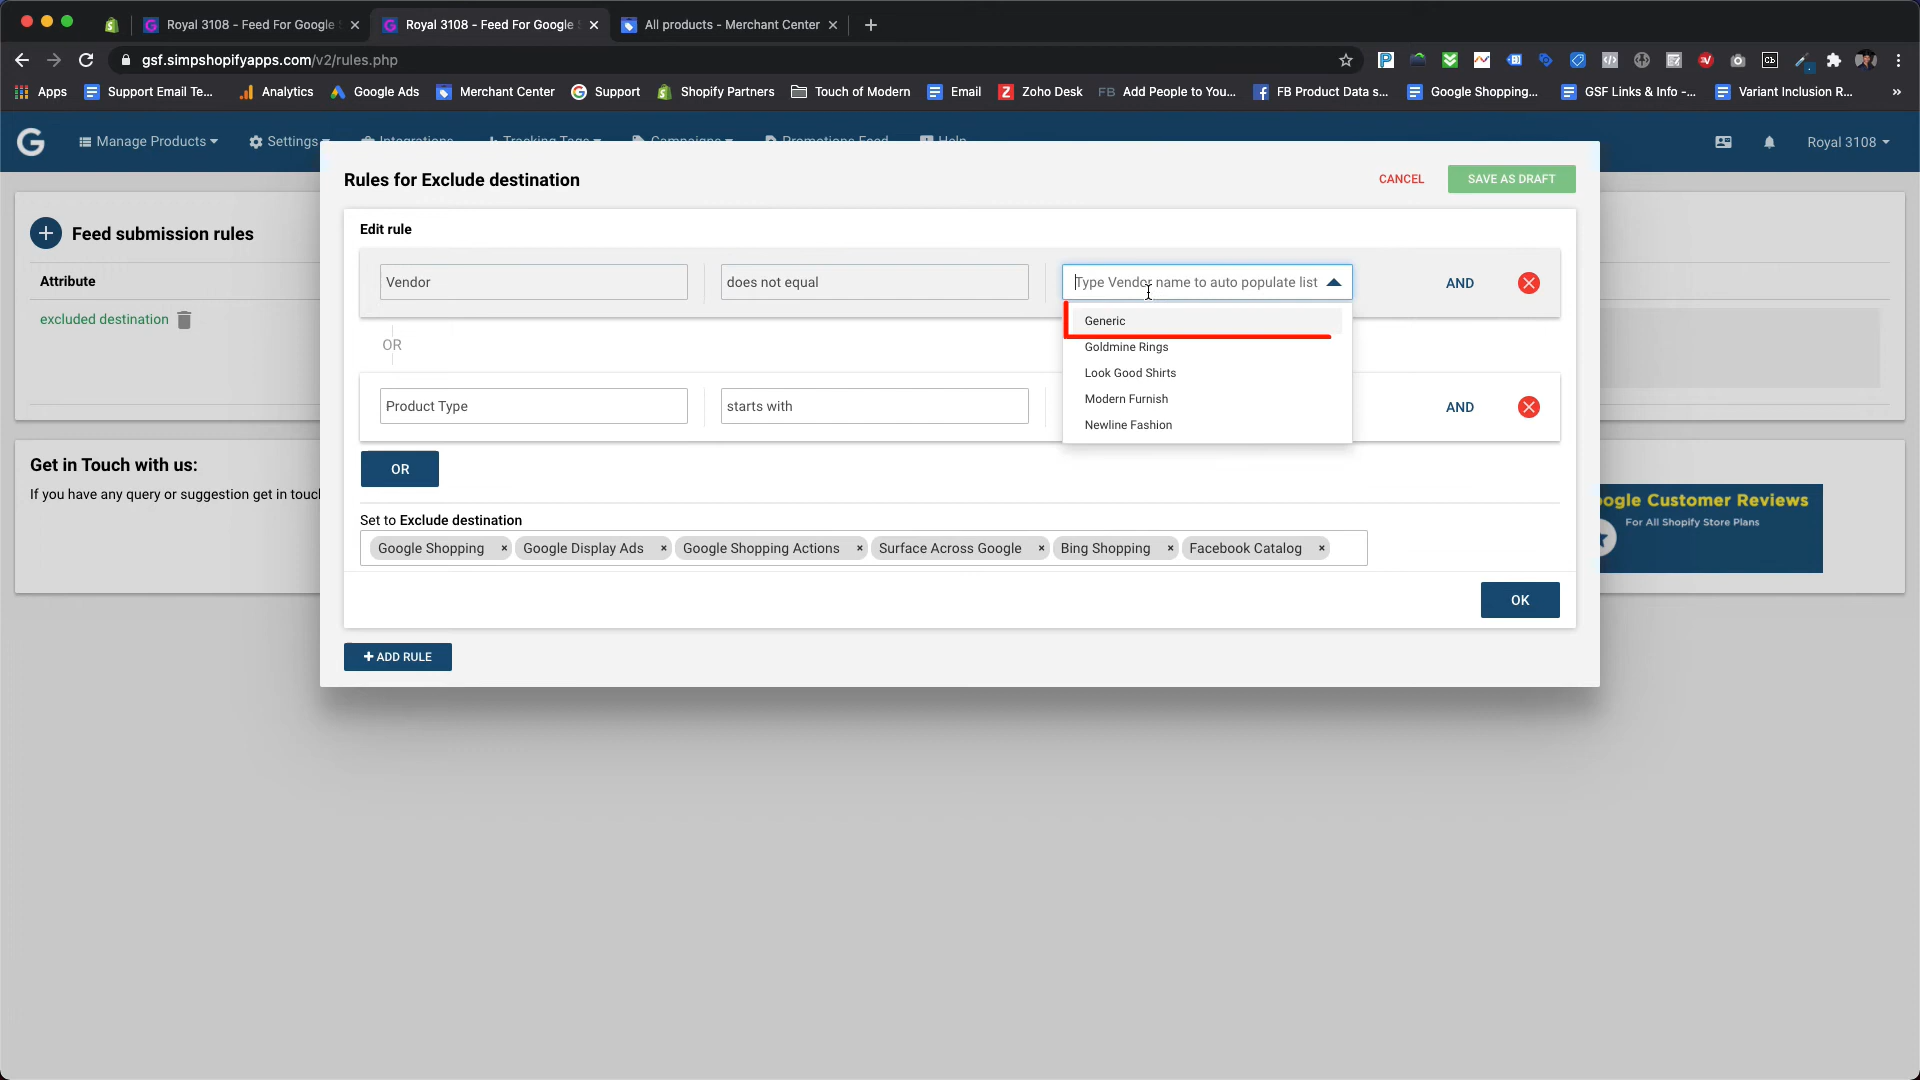 Royal 3108 - Feed For Google
Royal 3108 - Feed For Google
All products - Merchant Center
gsf.simpshopifyapps.com/v2/rules.php
Apps
Support Email Te...
Analytics
Google Ads
Merchant Center
Support
Shopify Partners
Touch of Modern
Email
Zoho Desk
FB Add People to You...
FB Product Data s...
Google Shopping...
GSF Links & Info -...
Variant Inclusion R...
Manage Products
Settings
Integrations
Tracking Tags
Campaigns
Promotions Feed
Help
Royal 3108
Rules for Exclude destination
CANCEL
SAVE AS DRAFT
Feed submission rules
Attribute
excluded destination
Edit rule
Vendor
does not equal
Type Vendor name to auto populate list
AND
Generic
Goldmine Rings
Look Good Shirts
Modern Furnish
Newline Fashion
OR
Product Type
starts with
AND
OR
Get in Touch with us:
If you have any query or suggestion get in touch
Set to Exclude destination
Google Shopping ×
Google Display Ads ×
Google Shopping Actions ×
Surface Across Google ×
Bing Shopping ×
Facebook Catalog ×
OK
+ ADD RULE
ogle Customer Reviews
For All Shopify Store Plans